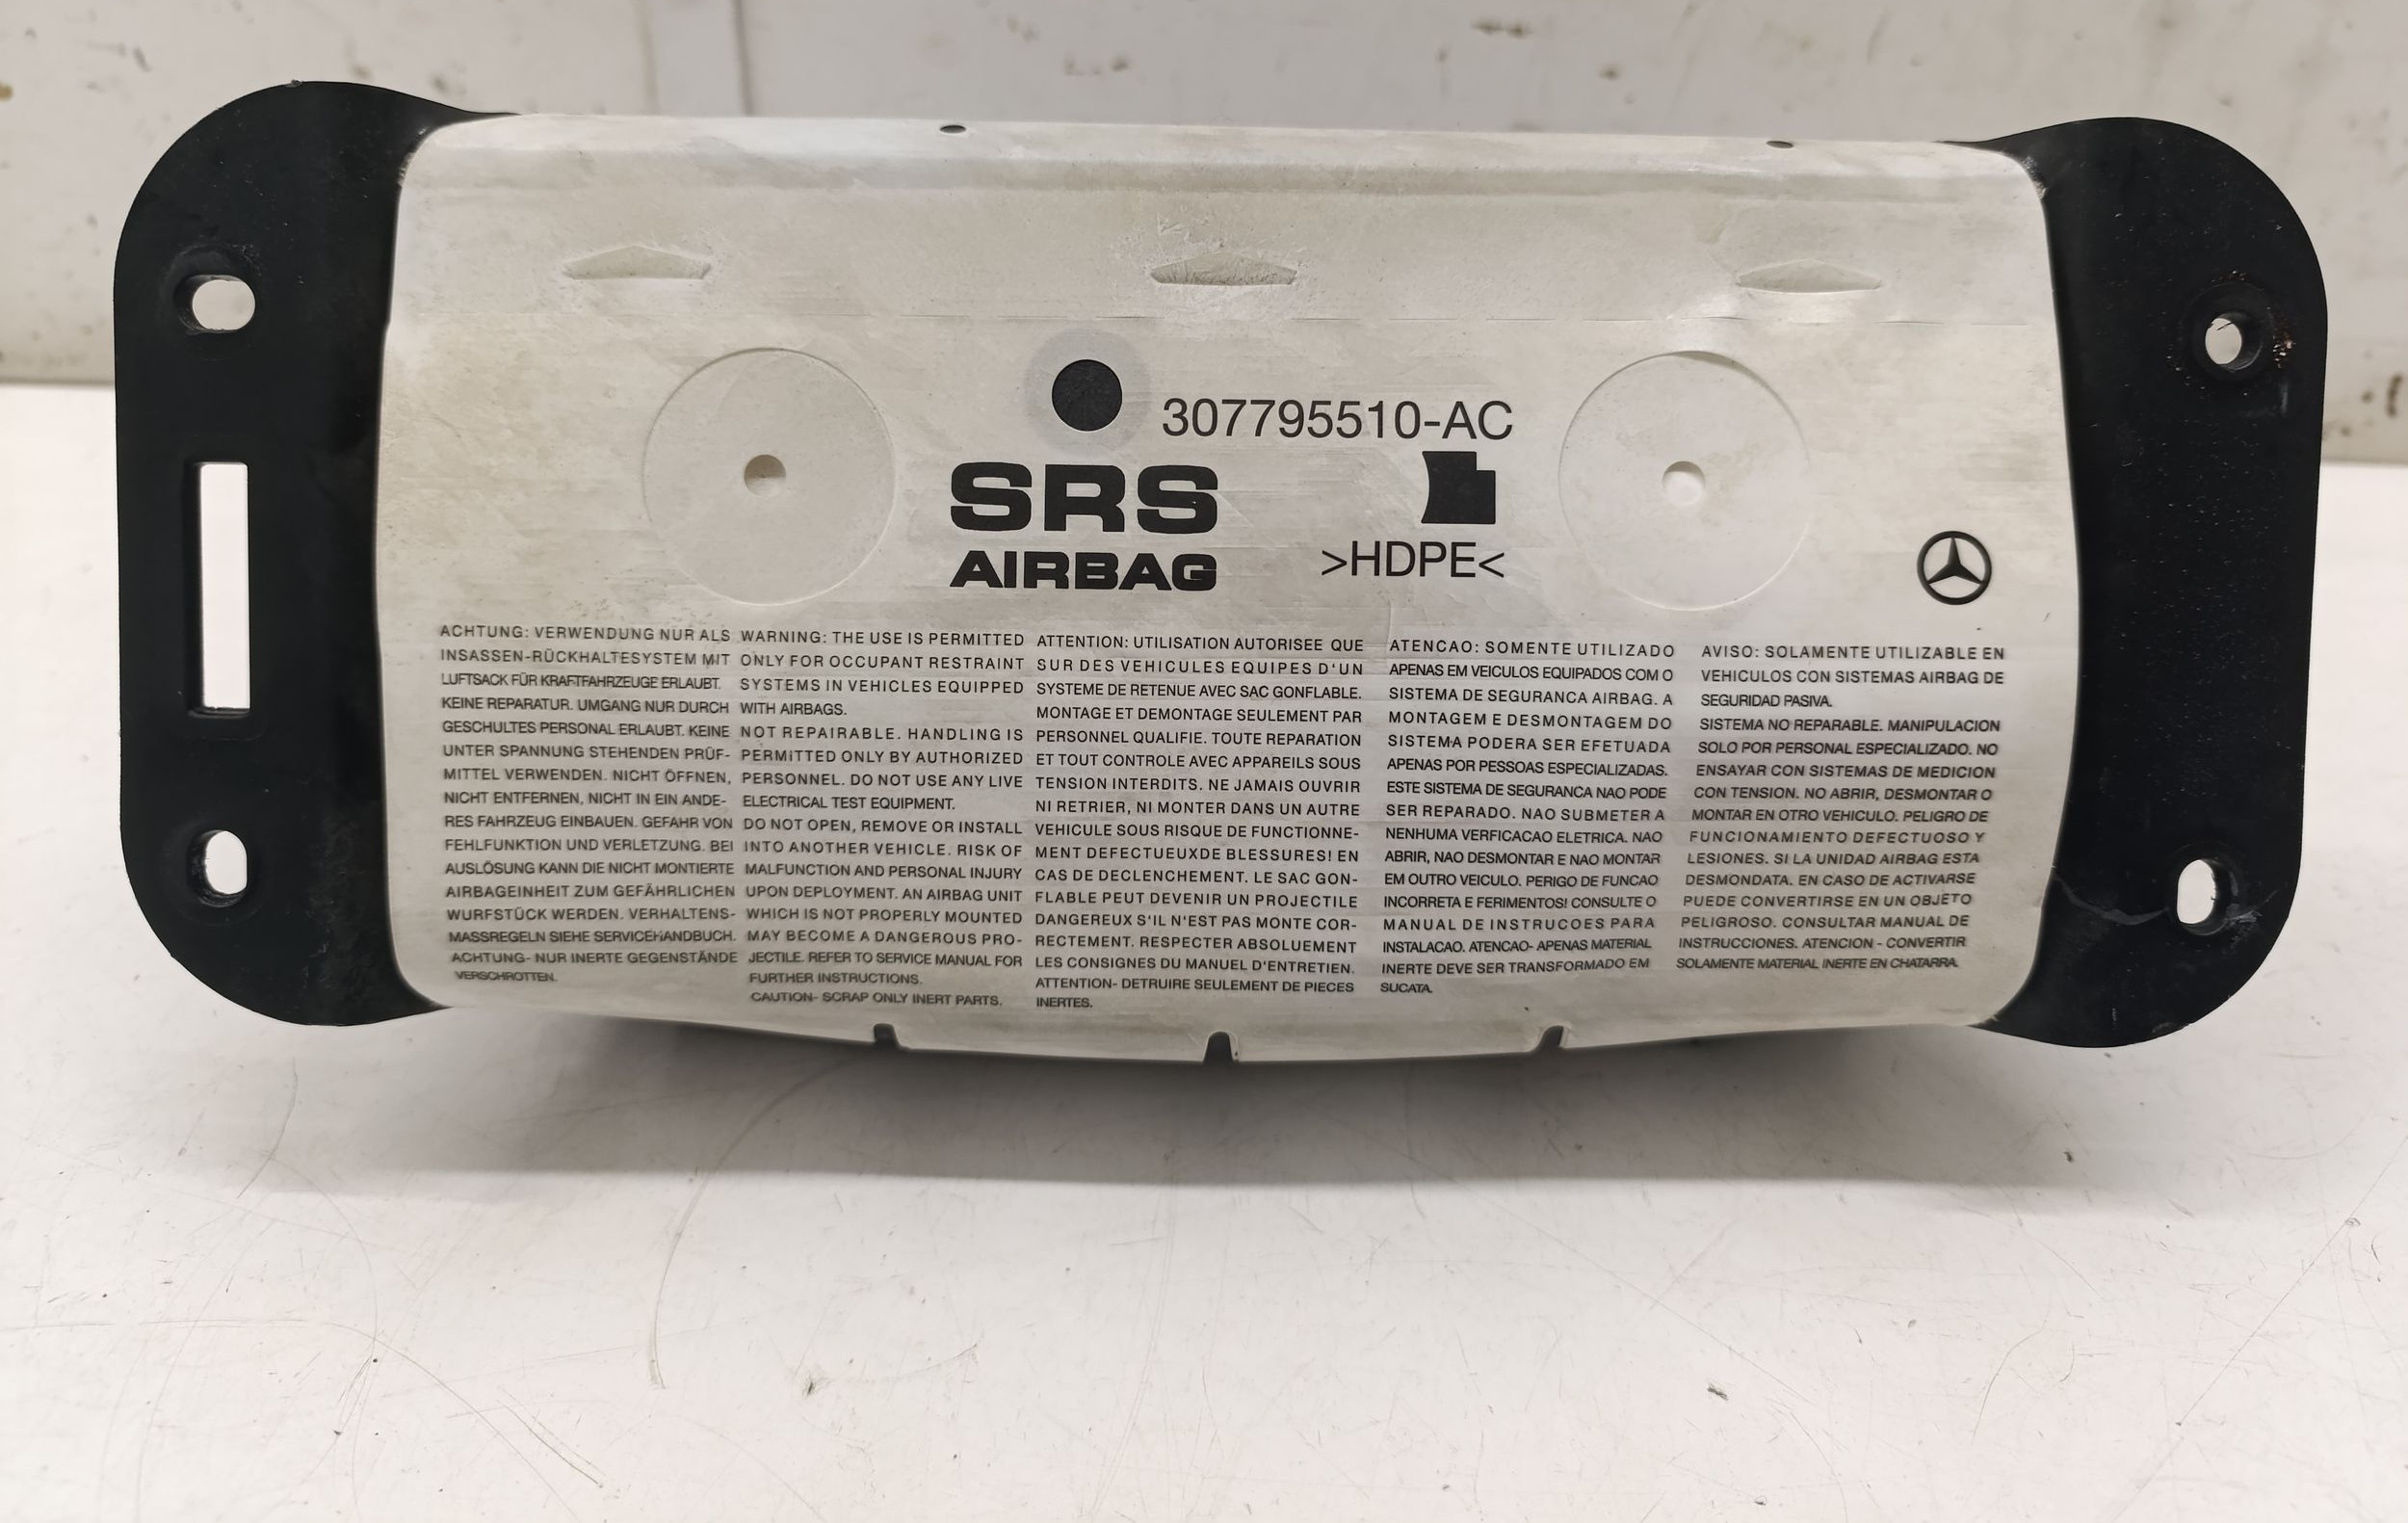 307795510-AC
SRS
AIRBAG
>HDPE<
ACHTUNG: VERWENDUNG NUR ALS
INSASSEN-RÜCKHALTESYSTEM MIT
LUFTSACK FÜR KRAFTFAHRZEUGE ERLAUBT.
KEINE REPARATUR. UMGANG NUR DURCH
GESCHULTES PERSONAL ERLAUBT. KEINE
UNTER SPANNUNG STEHENDEN PRÜF-
MITTEL VERWENDEN. NICHT ÖFFNEN,
NICHT ENTFERNEN, NICHT IN EIN ANDE-
RES FAHRZEUG EINBAUEN. GEFAHR VON
FEHLFUNKTION UND VERLETZUNG. BEI
AUSLÖSUNG KANN DIE NICHT MONTIERTE
AIRBAGEINHEIT ZUM GEFÄHRLICHEN
WURFSTÜCK WERDEN. VERHALTENS-
MASSREGELN SIEHE SERVICEHANDBUCH.
ACHTUNG- NUR INERTE GEGENSTÄNDE
VERSCHROTTEN.
WARNING: THE USE IS PERMITTED
ONLY FOR OCCUPANT RESTRAINT
SYSTEMS IN VEHICLES EQUIPPED
WITH AIRBAGS.
NOT REPAIRABLE. HANDLING IS
PERMITTED ONLY BY AUTHORIZED
PERSONNEL. DO NOT USE ANY LIVE
ELECTRICAL TEST EQUIPMENT.
DO NOT OPEN, REMOVE OR INSTALL
INTO ANOTHER VEHICLE. RISK OF
MALFUNCTION AND PERSONAL INJURY
UPON DEPLOYMENT. AN AIRBAG UNIT
WHICH IS NOT PROPERLY MOUNTED
MAY BECOME A DANGEROUS PRO-
JECTILE. REFER TO SERVICE MANUAL FOR
FURTHER INSTRUCTIONS.
CAUTION- SCRAP ONLY INERT PARTS.
ATTENTION: UTILISATION AUTORISEE QUE
SUR DES VEHICULES EQUIPES D'UN
SYSTEME DE RETENUE AVEC SAC GONFLABLE.
MONTAGE ET DEMONTAGE SEULEMENT PAR
PERSONNEL QUALIFIE. TOUTE REPARATION
ET TOUT CONTROLE AVEC APPAREILS SOUS
TENSION INTERDITS. NE JAMAIS OUVRIR
NI RETRIER, NI MONTER DANS UN AUTRE
VEHICULE SOUS RISQUE DE FUNCTIONNE-
MENT DEFECTUEUXDE BLESSURES! EN
CAS DE DECLENCHEMENT. LE SAC GON-
FLABLE PEUT DEVENIR UN PROJECTILE
DANGEREUX S'IL N'EST PAS MONTE COR-
RECTEMENT. RESPECTER ABSOLUEMENT
LES CONSIGNES DU MANUEL D'ENTRETIEN.
ATTENTION- DETRUIRE SEULEMENT DE PIECES
INERTES.
ATENCAO: SOMENTE UTILIZADO
APENAS EM VEICULOS EQUIPADOS COM O
SISTEMA DE SEGURANCA AIRBAG. A
MONTAGEM E DESMONTAGEM DO
SISTEMA PODERA SER EFETUADA
APENAS POR PESSOAS ESPECIALIZADAS.
ESTE SISTEMA DE SEGURANCA NAO PODE
SER REPARADO. NAO SUBMETER A
NENHUMA VERFICACAO ELETRICA. NAO
ABRIR, NAO DESMONTAR E NAO MONTAR
EM OUTRO VEICULO. PERIGO DE FUNCAO
INCORRETA E FERIMENTOS! CONSULTE O
MANUAL DE INSTRUCOES PARA
INSTALACAO. ATENCAO- APENAS MATERIAL
INERTE DEVE SER TRANSFORMADO EM
SUCATA.
AVISO: SOLAMENTE UTILIZABLE EN
VEHICULOS CON SISTEMAS AIRBAG DE
SEGURIDAD PASIVA.
SISTEMA NO REPARABLE. MANIPULACION
SOLO POR PERSONAL ESPECIALIZADO. NO
ENSAYAR CON SISTEMAS DE MEDICION
CON TENSION. NO ABRIR, DESMONTAR O
MONTAR EN OTRO VEHICULO. PELIGRO DE
FUNCIONAMIENTO DEFECTUOSO Y
LESIONES. SI LA UNIDAD AIRBAG ESTA
DESMONDATA. EN CASO DE ACTIVARSE
PUEDE CONVERTIRSE EN UN OBJETO
PELIGROSO. CONSULTAR MANUAL DE
INSTRUCCIONES. ATENCION - CONVERTIR
SOLAMENTE MATERIAL INERTE EN CHATARRA.